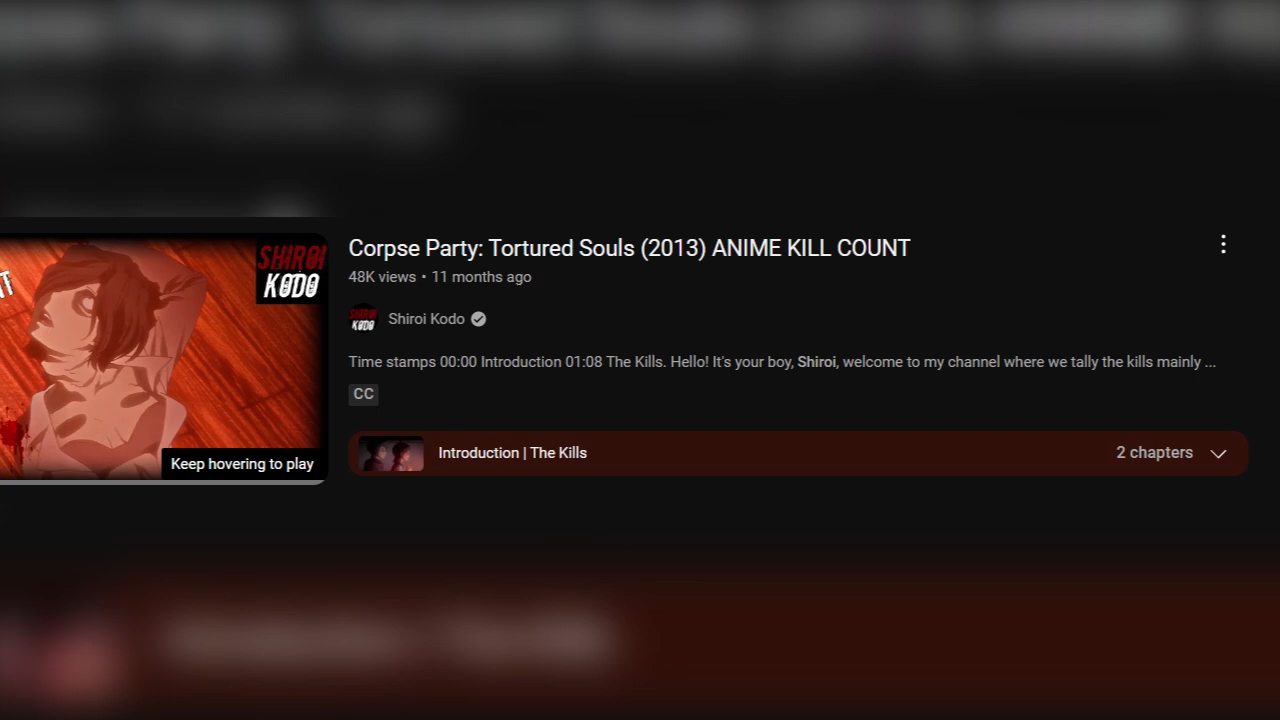 Corpse Party: Tortured Souls (2013) ANIME KILL COUNT
48K views • 11 months ago
SHIROI
KODO
SHIROI
KODO
Shiroi Kodo
Time stamps 00:00 Introduction 01:08 The Kills. Hello! It's your boy, Shiroi, welcome to my channel where we tally the kills mainly ...
CC
Keep hovering to play
Introduction | The Kills
2 chapters